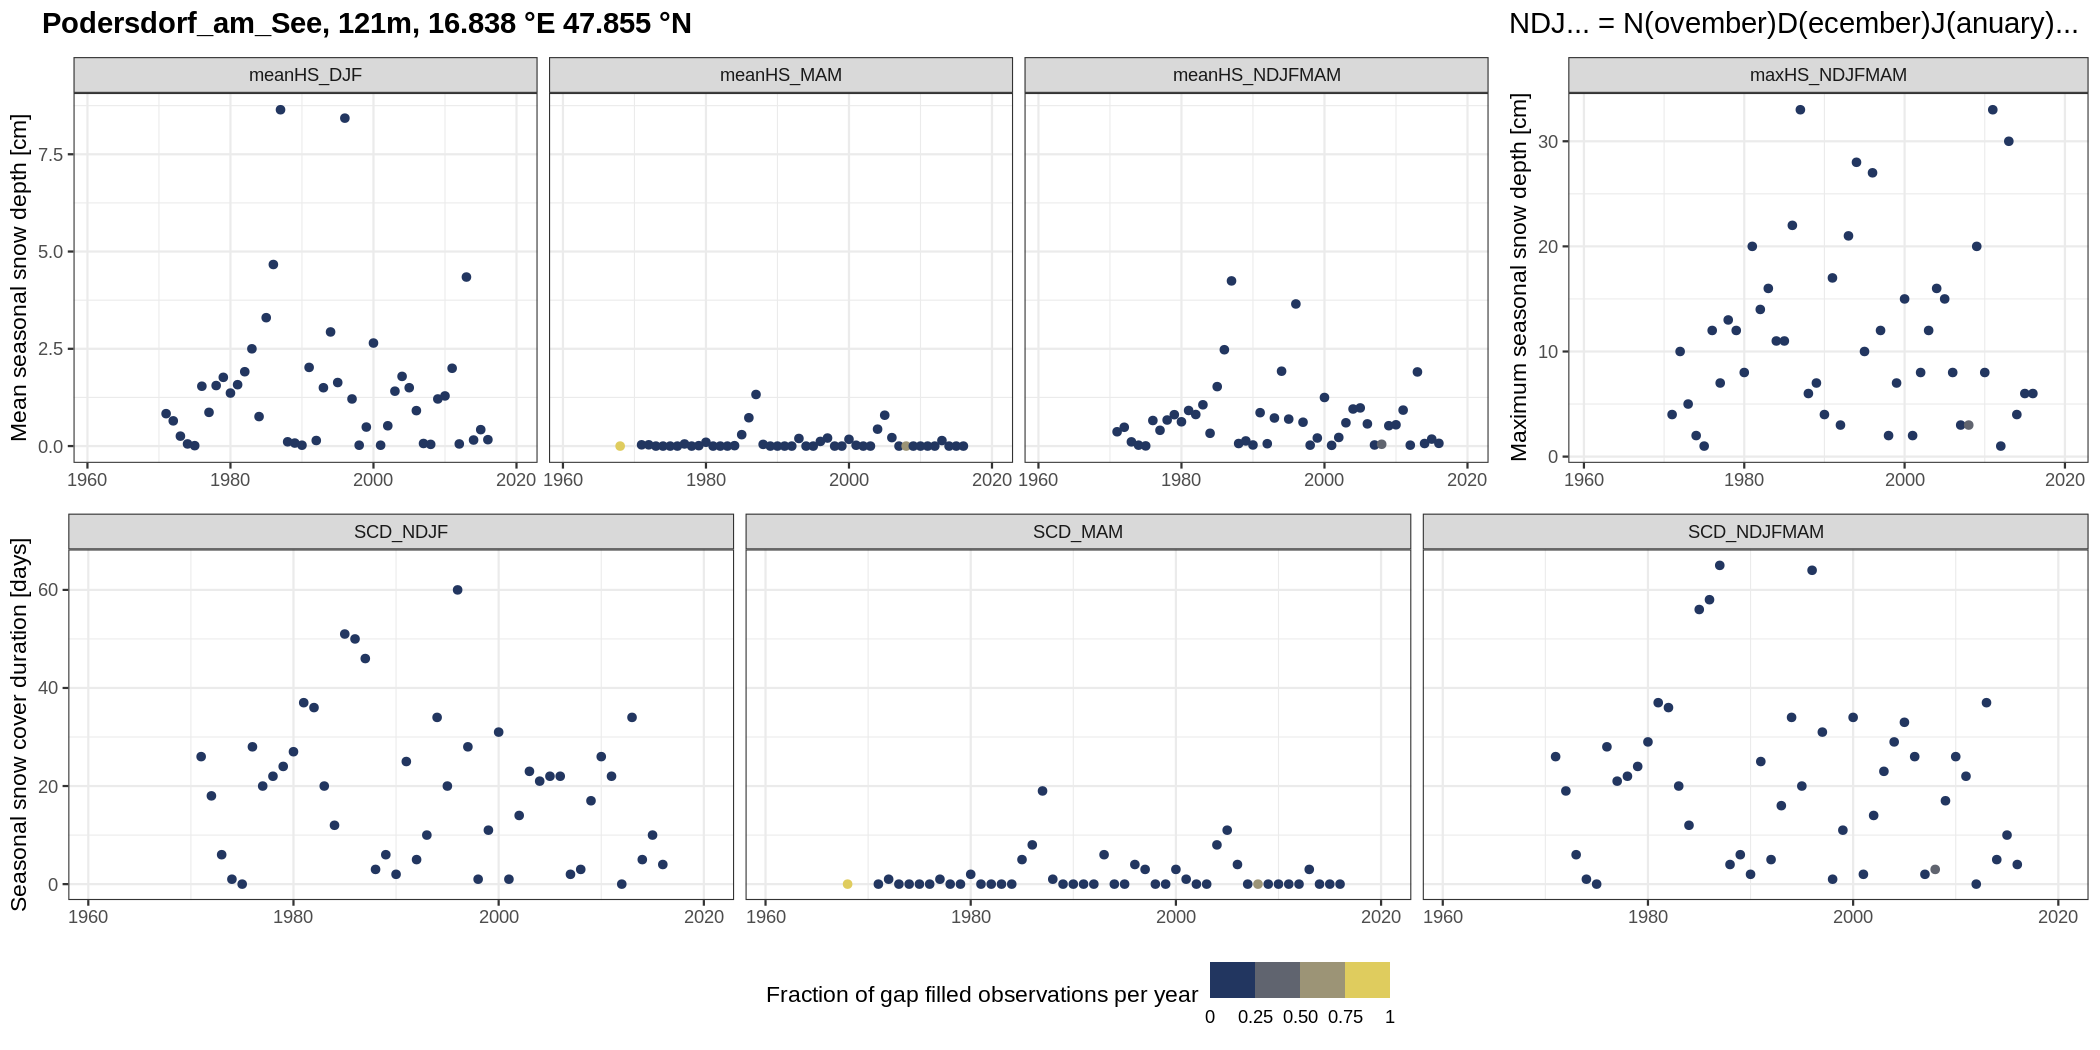 Podersdorf_am_See, 121m, 16.838 °E 47.855 °N
NDJ... = N(ovember)D(ecember)J(anuary)...
meanHS_DJF
meanHS_MAM
meanHS_NDJFMAM
maxHS_NDJFMAM
Mean seasonal snow depth [cm]
7.5
5.0
2.5
0.0
1960 1980 2000 2020
1960 1980 2000 2020
1960 1980 2000 2020
Maximum seasonal snow depth [cm]
30
20
10
0
1960 1980 2000 2020
SCD_NDJF
SCD_MAM
SCD_NDJFMAM
Seasonal snow cover duration [days]
60
40
20
0
1960 1980 2000 2020
1960 1980 2000 2020
1960 1980 2000 2020
Fraction of gap filled observations per year
0 0.25 0.50 0.75 1